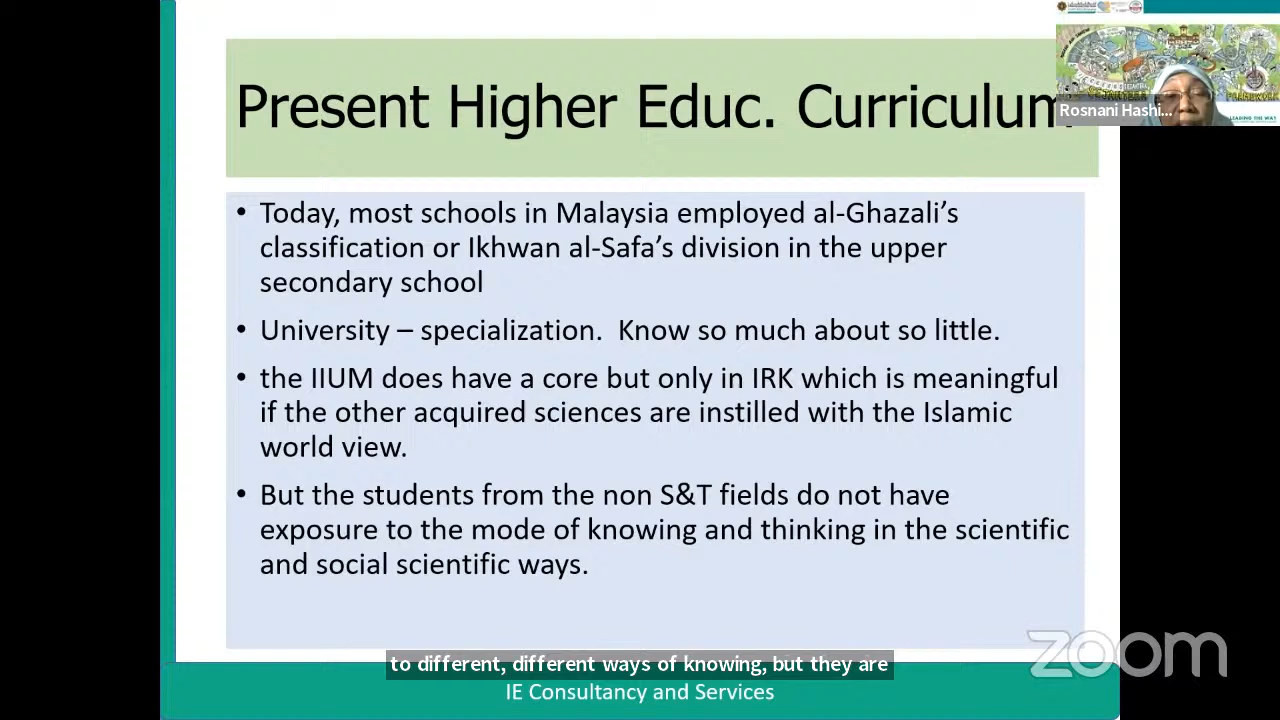 Present Higher Educ. Curriculum
Rosnani Hashi...
LEADING THE WAY
• Today, most schools in Malaysia employed al-Ghazali’s
classification or Ikhwan al-Safa’s division in the upper
secondary school
• University – specialization.  Know so much about so little.
• the IIUM does have a core but only in IRK which is meaningful
if the other acquired sciences are instilled with the Islamic
world view.
• But the students from the non S&T fields do not have
exposure to the mode of knowing and thinking in the scientific
and social scientific ways.
zoom
to different, different ways of knowing, but they are
IE Consultancy and Services